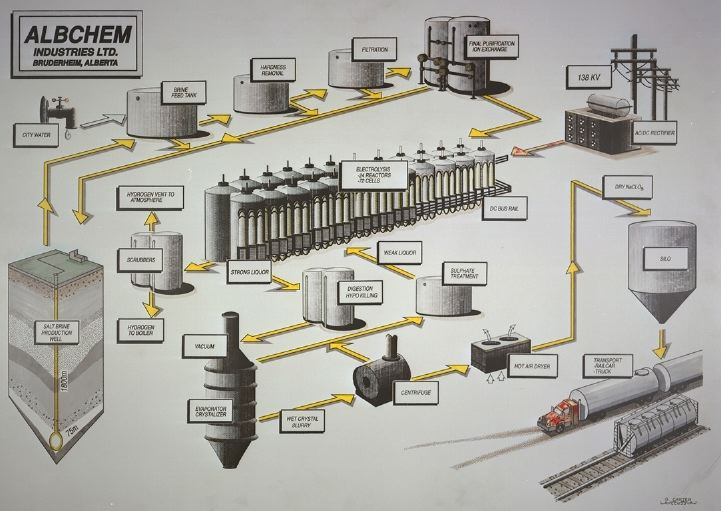 ALBCHEM
INDUSTRIES LTD.
BRUDERHEIM, ALBERTA
CITY WATER
BRINE
FEED TANK
HARDNESS
REMOVAL
FILTRATION
FINAL PURIFICATION
ION EXCHANGE
138 KV
AC/DC RECTIFIER
ELECTROLYSIS
-24 REACTORS
-72 CELLS
DC BUS RAIL
DRY NaCLO3
HYDROGEN VENT TO
ATMOSPHERE
SCRUBBERS
STRONG LIQUOR
WEAK LIQUOR
SULPHATE
TREATMENT
SILO
DIGESTION
HYPO KILLING
HYDROGEN
TO BOILER
SALT BRINE
PRODUCTION
WELL
1800m
75m
VACUUM
EVAPORATOR
CRYSTALIZER
WET CRYSTAL
SLURRY
CENTRIFUGE
HOT AIR DRYER
TRANSPORT
-RAILCAR
-TRUCK